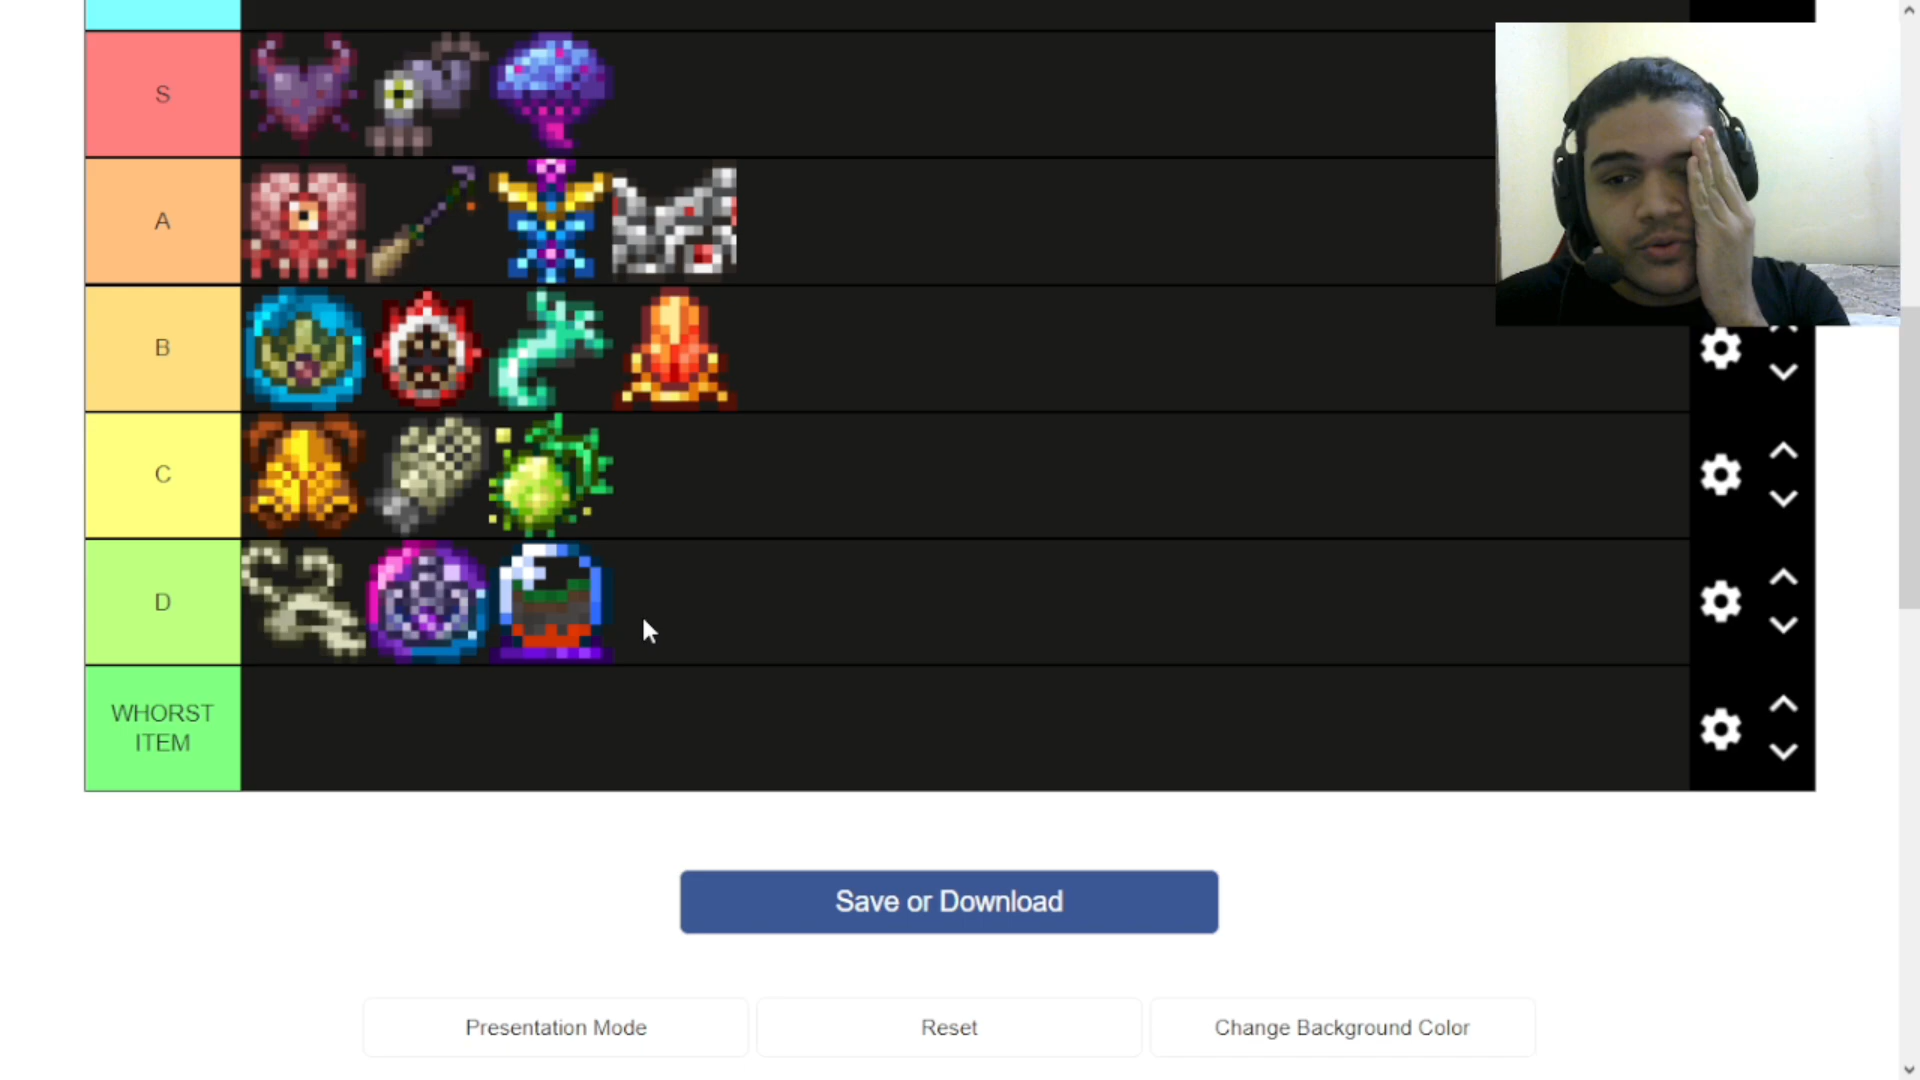 S
A
B
C
D
WHORST
ITEM
Save or Download
Presentation Mode
Reset
Change Background Color